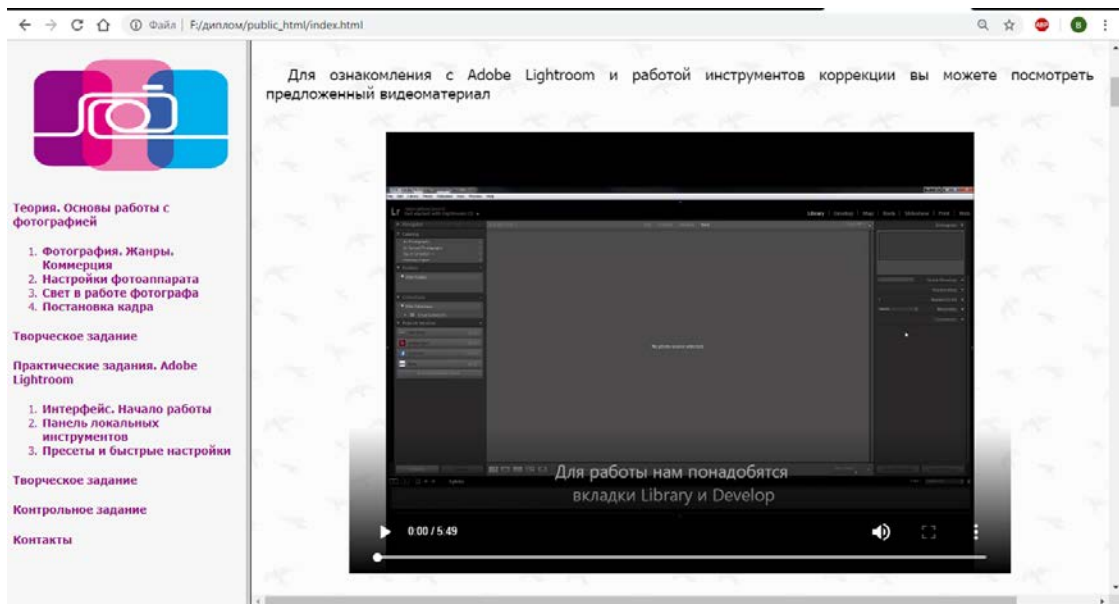 Файл | F:/диплом/public_html/index.html
ABP
B
Теория. Основы работы с
фотографией
1. Фотография. Жанры.
Коммерция
2. Настройки фотоаппарата
3. Свет в работе фотографа
4. Постановка кадра
Творческое задание
Практические задания. Adobe
Lightroom
1. Интерфейс. Начало работы
2. Панель локальных
инструментов
3. Пресеты и быстрые настройки
Творческое задание
Контрольное задание
Контакты
Для ознакомления с Adobe Lightroom и работой инструментов коррекции вы можете посмотреть
предложенный видеоматериал
Lr
Library | Develop | Map | Book | Slideshow | Print | Web
Для работы нам понадобятся
вкладки Library и Develop
0:00 / 5:49